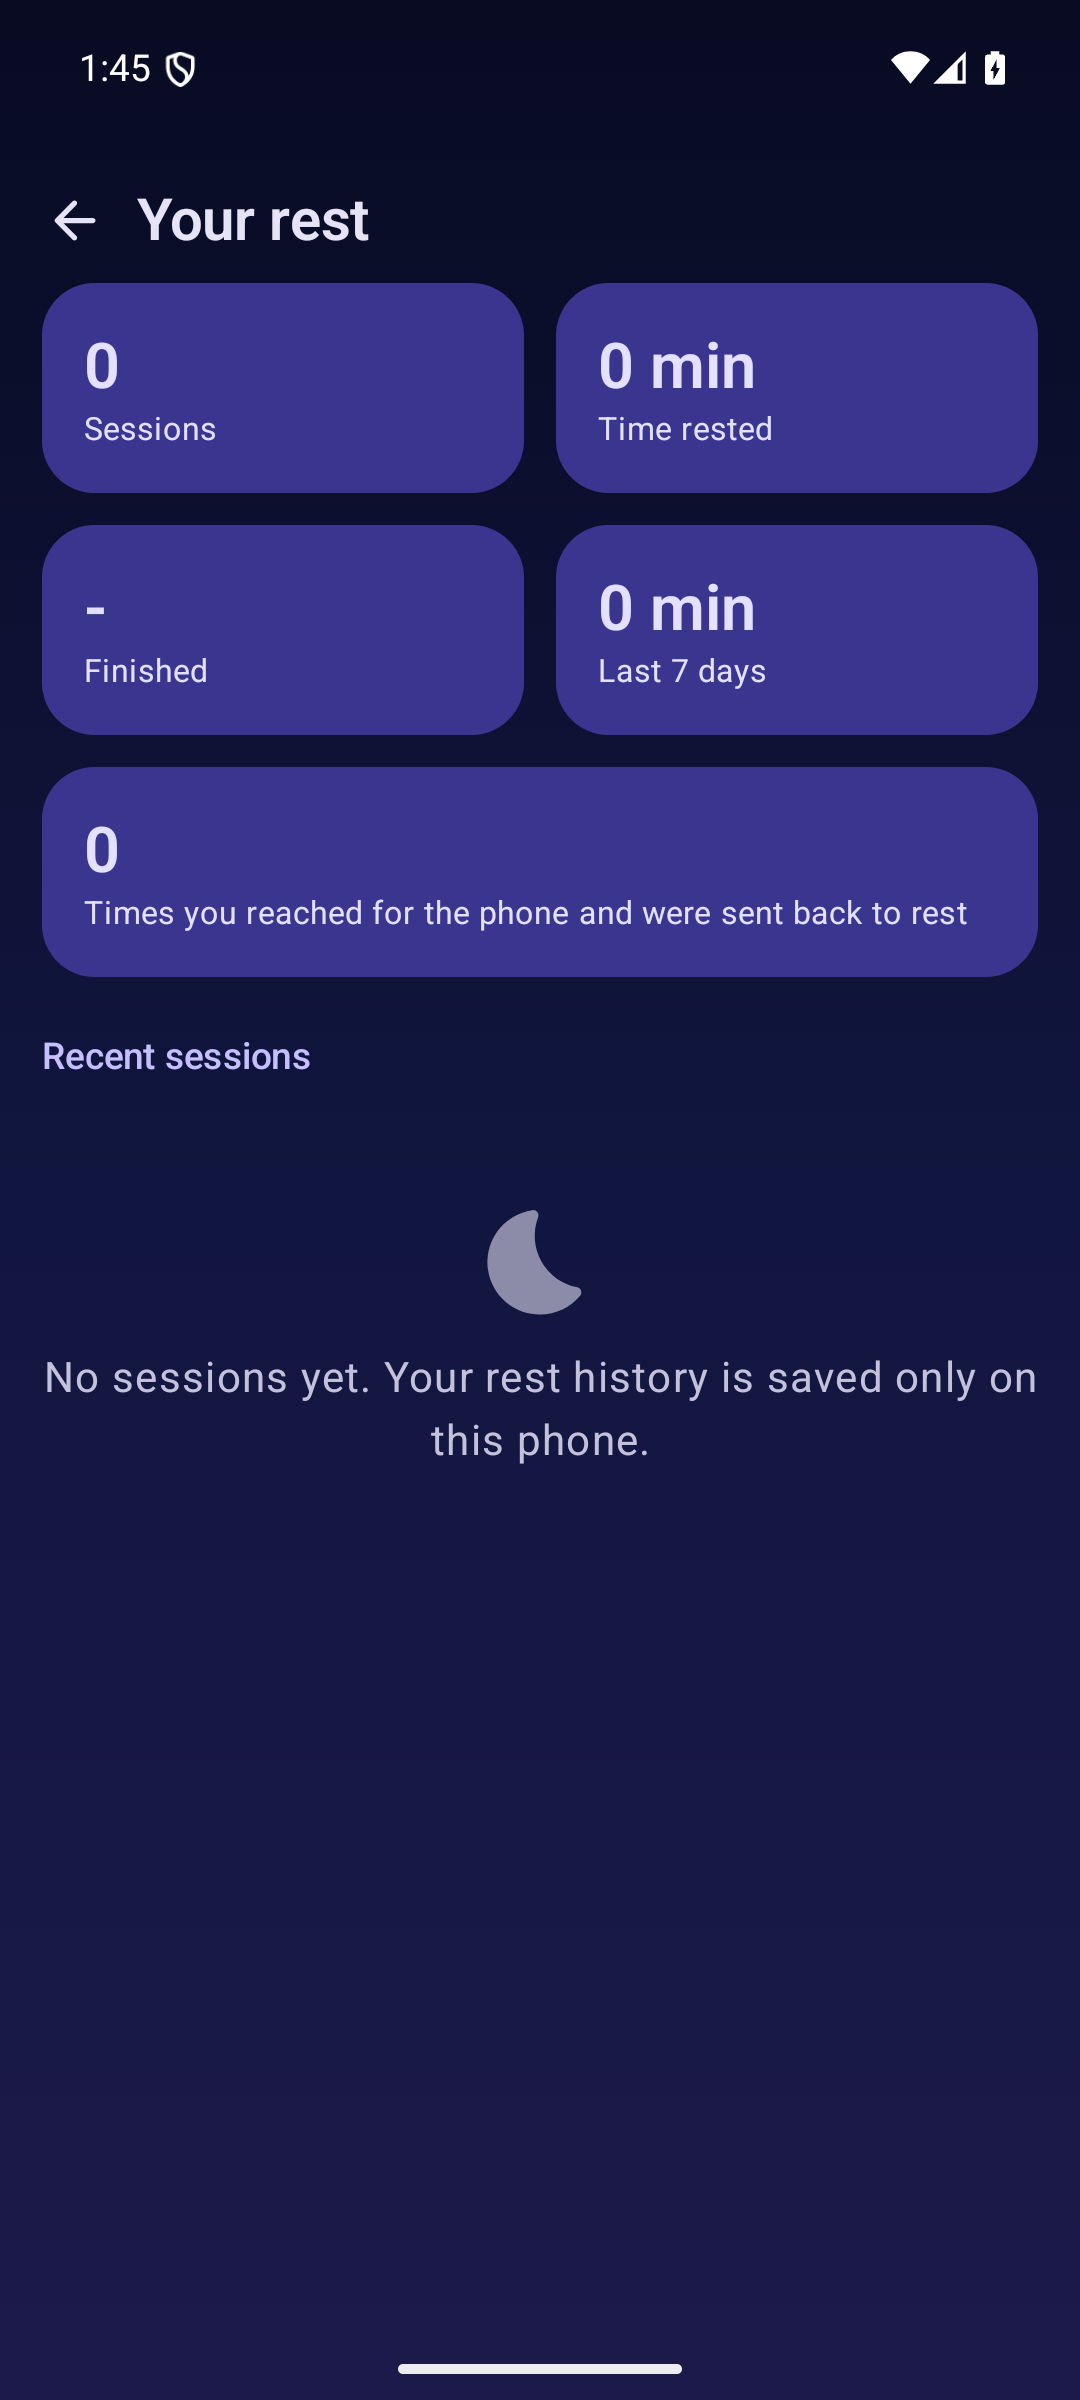 1:45
Your rest
0
Sessions
0 min
Time rested
-
Finished
0 min
Last 7 days
0
Times you reached for the phone and were sent back to rest
Recent sessions
No sessions yet. Your rest history is saved only on
this phone.